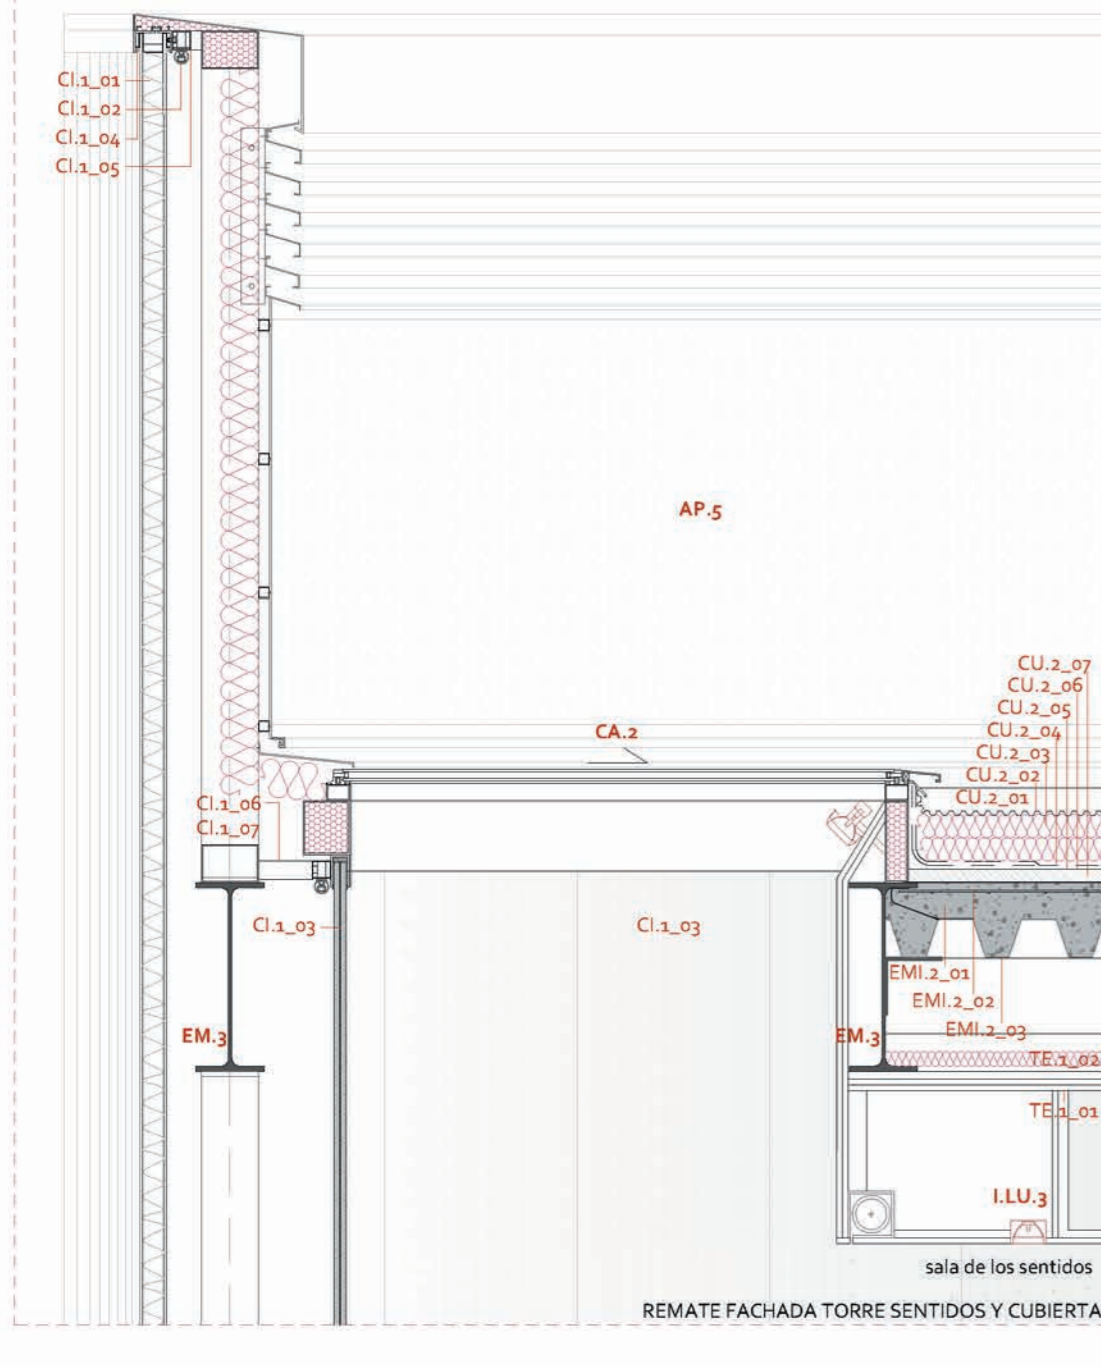 CI.1_01
CI.1_02
CI.1_04
CI.1_05
AP.5
CU.2_07
CU.2_06
CU.2_05
CU.2_04
CU.2_03
CU.2_02
CU.2_01
CA.2
CI.1_06
CI.1_07
CI.1_03
CI.1_03
EMI.2_01
EMI.2_02
EMI.2_03
EM.3
EM.3
TE.1_02
TE.1_01
I.LU.3
sala de los sentidos
REMATE FACHADA TORRE SENTIDOS Y CUBIERTA